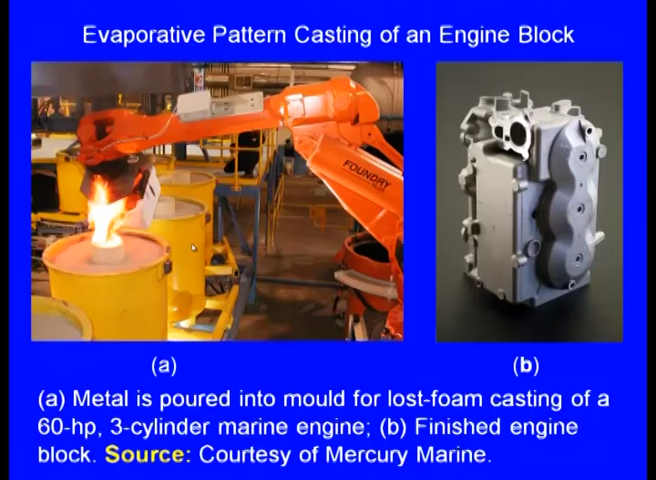 Evaporative Pattern Casting of an Engine Block
FOUNDRY
(a)
(b)
(a) Metal is poured into mould for lost-foam casting of a
60-hp, 3-cylinder marine engine; (b) Finished engine
block. Source: Courtesy of Mercury Marine.